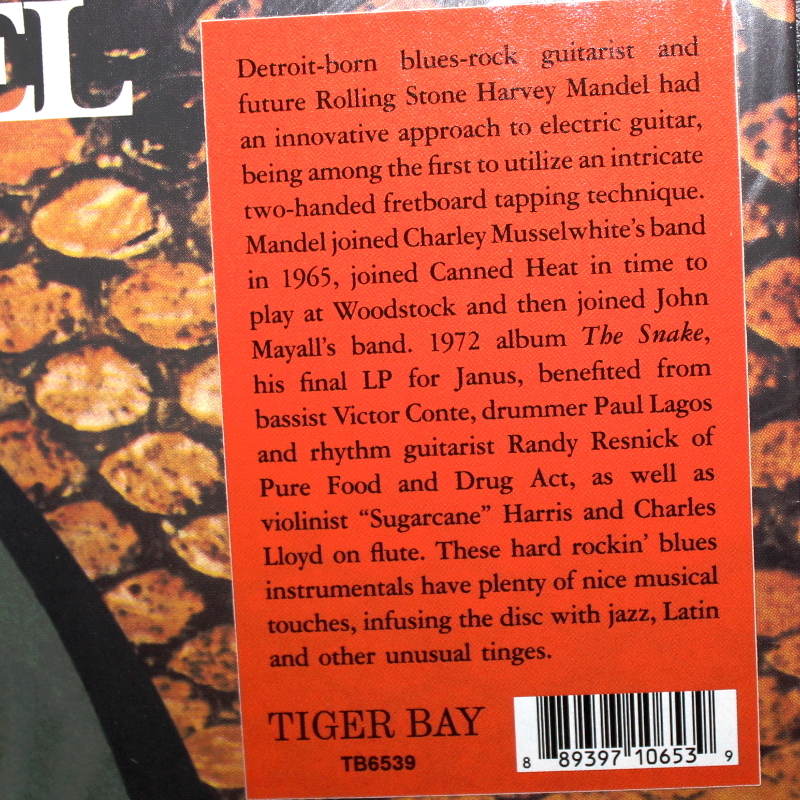 EL
Detroit-born blues-rock guitarist and
future Rolling Stone Harvey Mandel had
an innovative approach to electric guitar,
being among the first to utilize an intricate
two-handed fretboard tapping technique.
Mandel joined Charley Musselwhite's band
in 1965, joined Canned Heat in time to
play at Woodstock and then joined John
Mayall's band. 1972 album The Snake,
his final LP for Janus, benefited from
bassist Victor Conte, drummer Paul Lagos
and rhythm guitarist Randy Resnick of
Pure Food and Drug Act, as well as
violinist “Sugarcane” Harris and Charles
Lloyd on flute. These hard rockin' blues
instrumentals have plenty of nice musical
touches, infusing the disc with jazz, Latin
and other unusual tinges.
TIGER BAY
TB6539
8 89397 10653 9